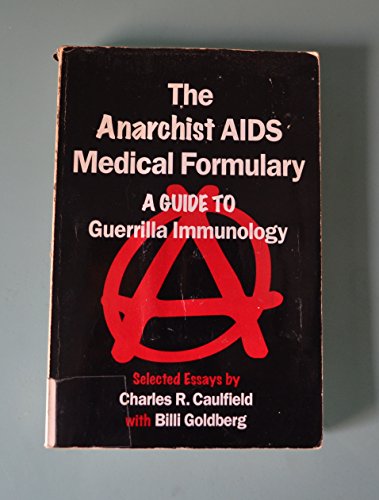 The
Anarchist AIDS
Medical Formulary
A GUIDE TO
Guerrilla Immunology
Selected Essays by
Charles R. Caulfield
with Billi Goldberg